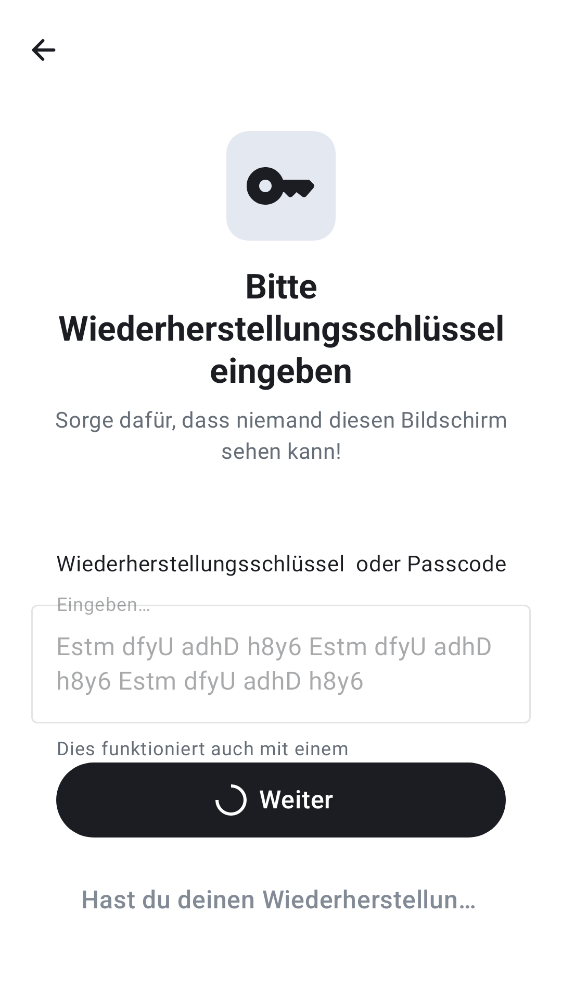 Bitte
Wiederherstellungsschlüssel
eingeben
Sorge dafür, dass niemand diesen Bildschirm
sehen kann!
Wiederherstellungsschlüssel  oder Passcode
Eingeben…
Estm dfyU adhD h8y6 Estm dfyU adhD
h8y6 Estm dfyU adhD h8y6
Dies funktioniert auch mit einem
Weiter
Hast du deinen Wiederherstellun…